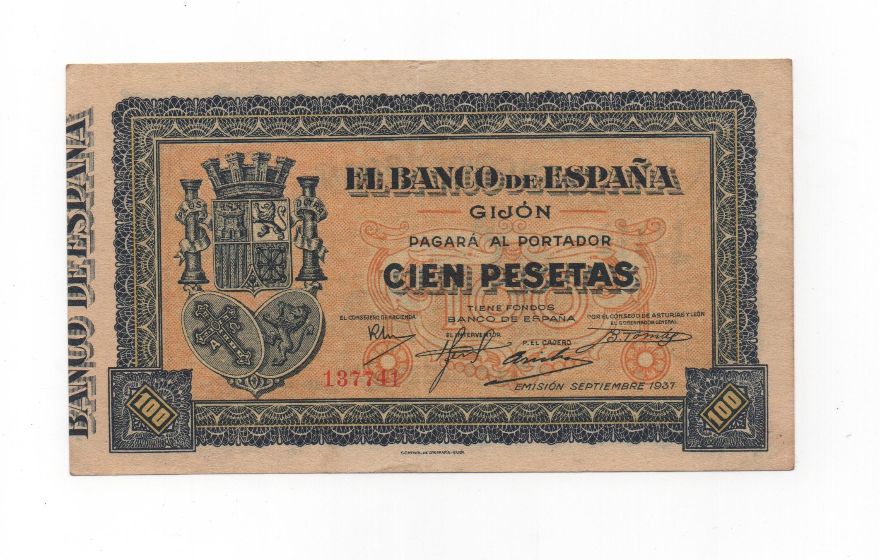 BANCO DE ESPAÑA
EL BANCO DE ESPAÑA
GIJÓN
PAGARÁ AL PORTADOR
CIEN PESETAS
TIENE FONDOS
BANCO DE ESPAÑA
EL CONSEJERO DE HACIENDA
EL INTERVENTOR
P. EL CAJERO
POR EL CONSEJO DE ASTURIAS Y LEÓN
EL GOBERNADOR GENERAL
B. Tomás
137741
EMISIÓN SEPTIEMBRE 1937
100
100